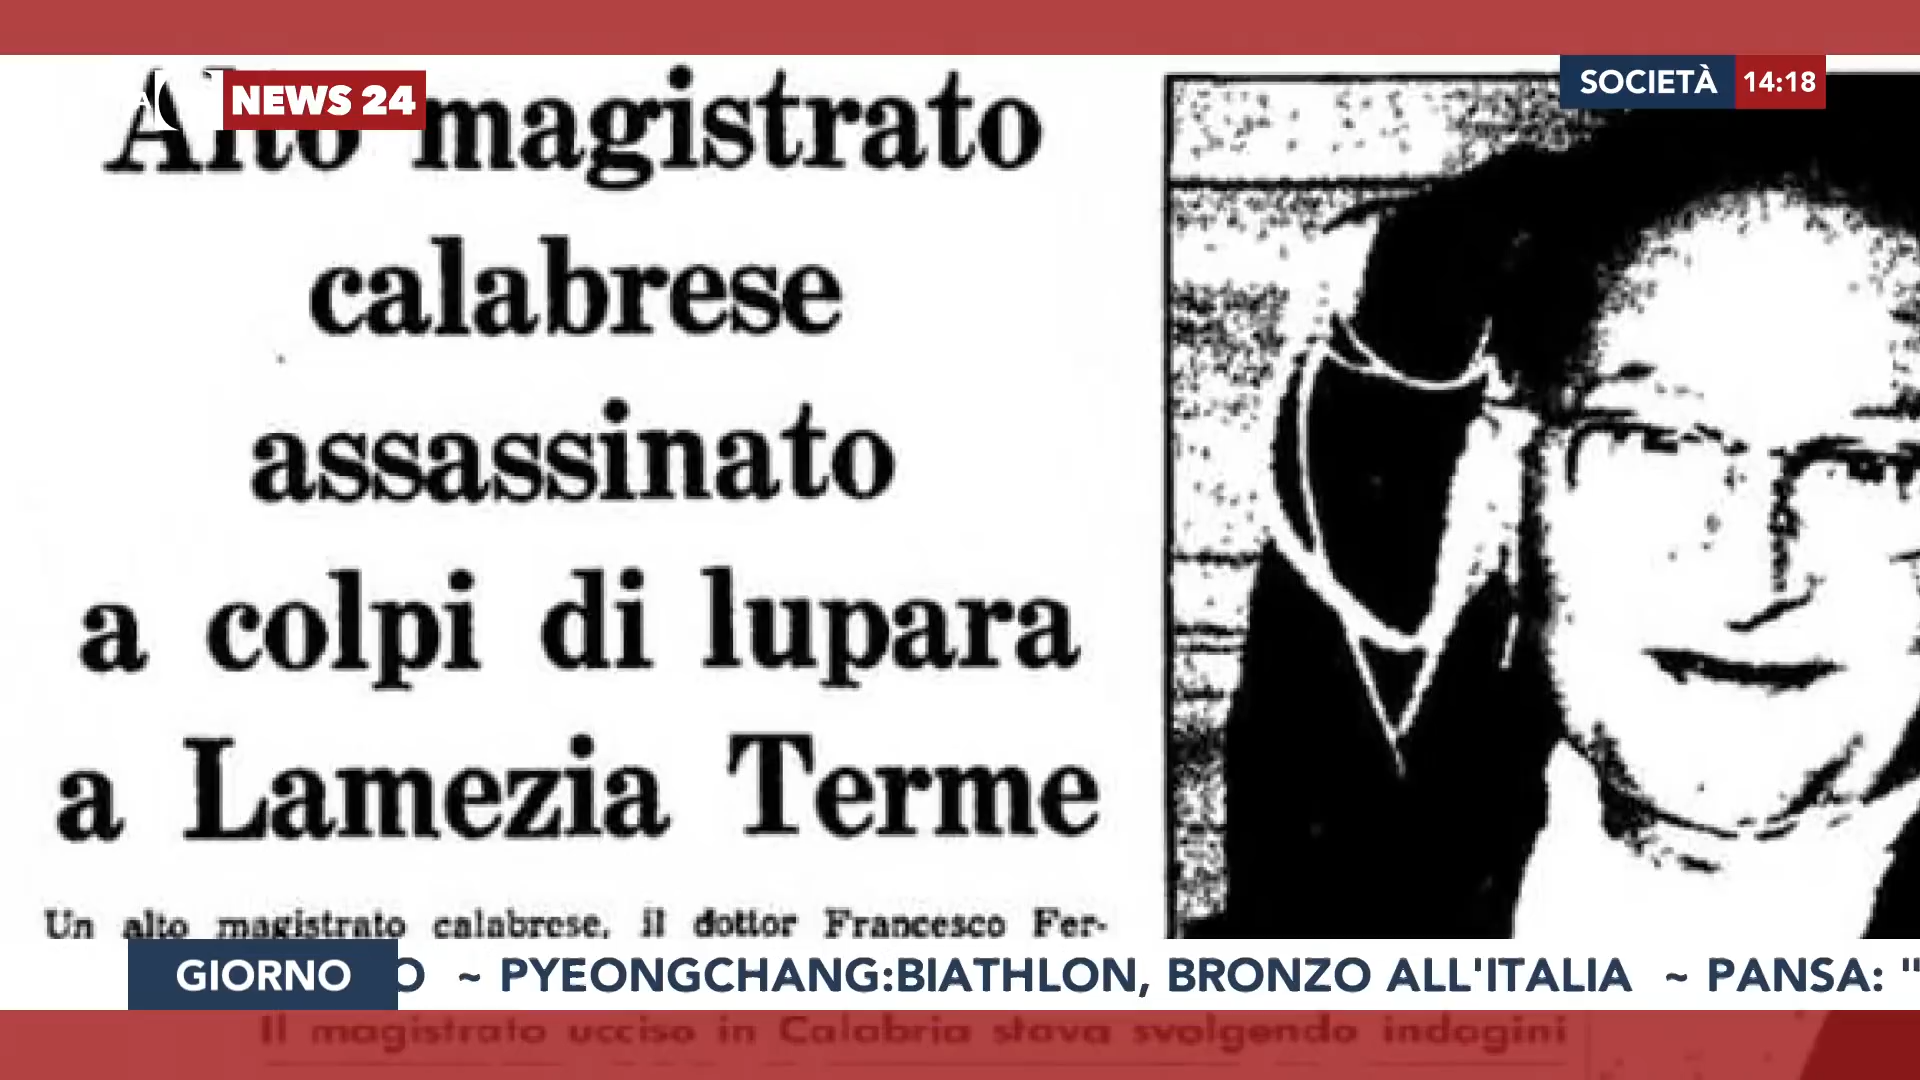 NEWS 24
SOCIETÀ 14:18
Alto magistrato
calabrese
assassinato
a colpi di lupara
a Lamezia Terme
Un alto magistrato calabrese, il dottor Francesco Fer-
GIORNO O ~ PYEONGCHANG:BIATHLON, BRONZO ALL'ITALIA ~ PANSA: "
Il magistrato ucciso in Calabria stava svolgendo indagini